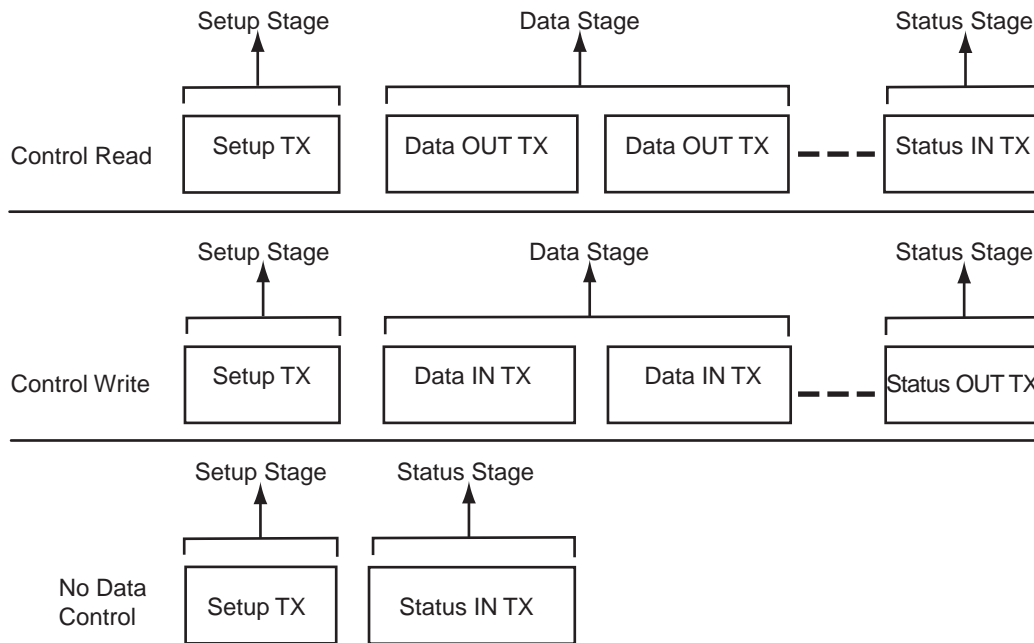 Setup Stage Data Stage Status Stage
Control Read Setup TX Data OUT TX Data OUT TX Status IN TX
Setup Stage Data Stage Status Stage
Control Write Setup TX Data IN TX Data IN TX Status OUT TX
Setup Stage Status Stage
No Data
Control Setup TX Status IN TX